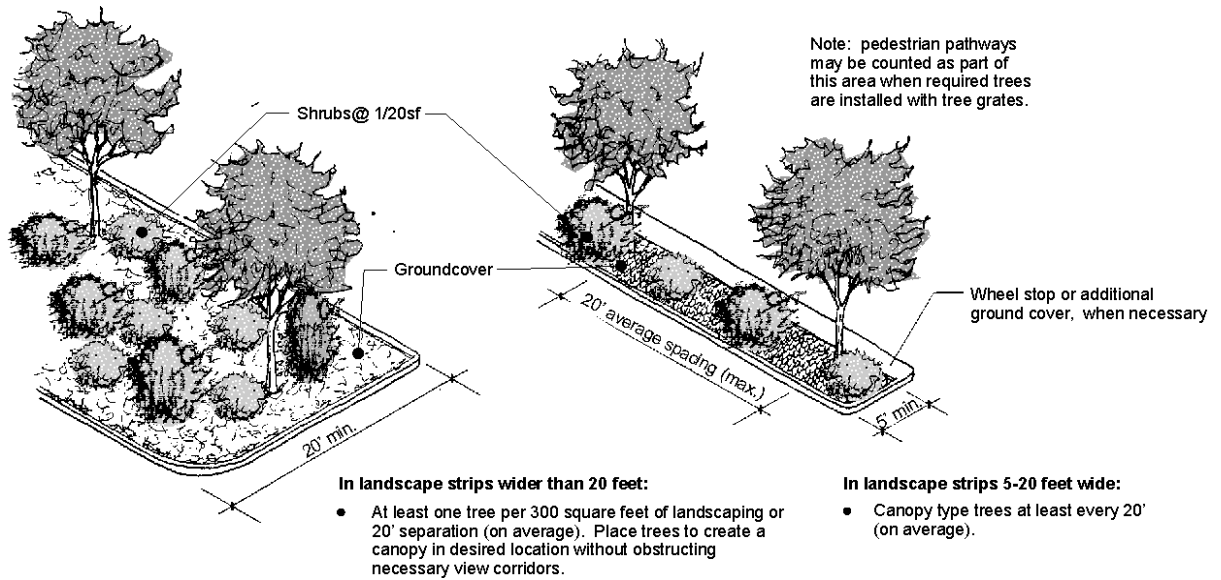 Note: pedestrian pathways
may be counted as part of
this area when required trees
are installed with tree grates.
Shrubs@ 1/20sf
Groundcover
Wheel stop or additional
ground cover, when necessary
20' average spacing (max.)
5' min.
20' min.
In landscape strips wider than 20 feet:
● At least one tree per 300 square feet of landscaping or
20' separation (on average). Place trees to create a
canopy in desired location without obstructing
necessary view corridors.
In landscape strips 5-20 feet wide:
● Canopy type trees at least every 20'
(on average).